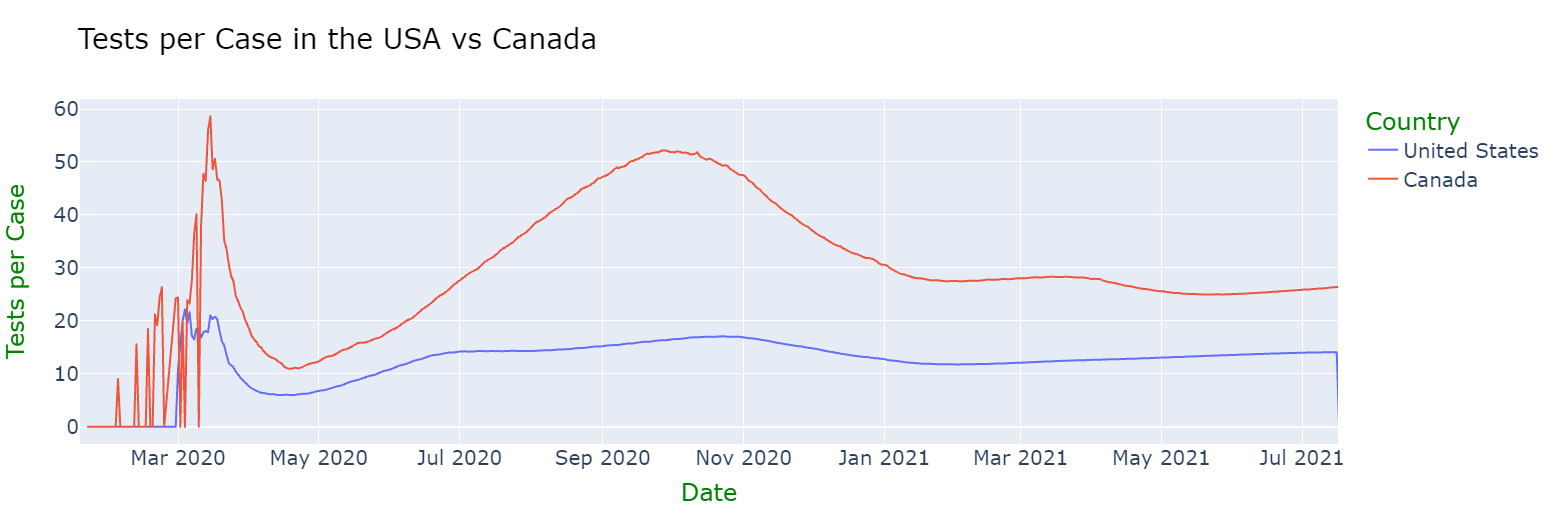 Tests per Case in the USA vs Canada
Tests per Case
60
50
40
30
20
10
0
Mar 2020
May 2020
Jul 2020
Sep 2020
Nov 2020
Jan 2021
Mar 2021
May 2021
Jul 2021
Date
Country
United States
Canada